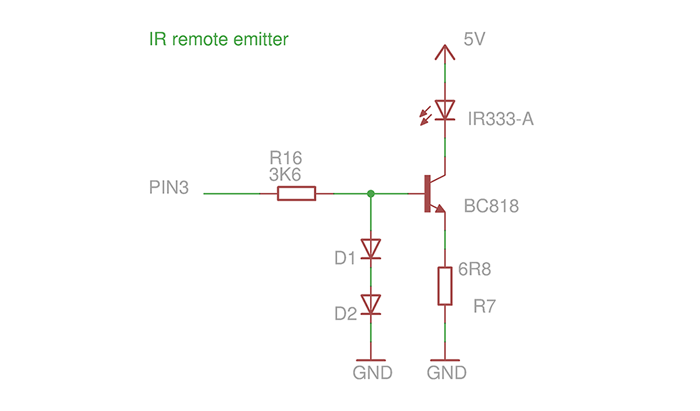 IR remote emitter
5V
IR333-A
R16
3K6
PIN3
BC818
D1
6R8
R7
D2
GND
GND